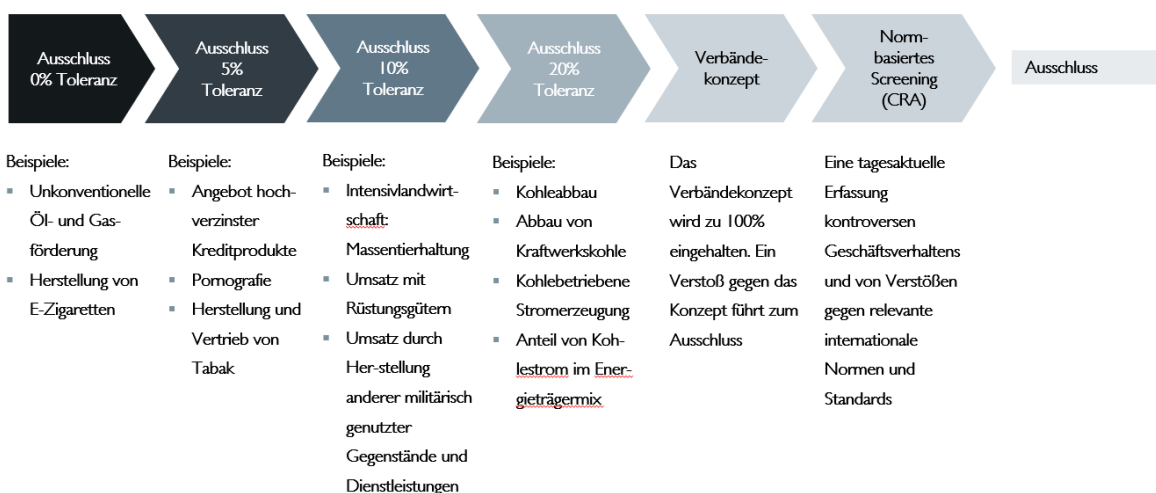 Ausschluss
0% Toleranz
Ausschluss
5%
Toleranz
Ausschluss
10%
Toleranz
Ausschluss
20%
Toleranz
Verbände-
konzept
Norm-
basiertes
Screening
(CRA)
Ausschluss
Beispiele:
Unkonventionelle
Öl- und Gas-
förderung
Herstellung von
E-Zigaretten
Beispiele:
Angebot hoch-
verzinster
Kreditprodukte
Pornografie
Herstellung und
Vertrieb von
Tabak
Beispiele:
Intensivlandwirt-
schaft:
Massentierhaltung
Umsatz mit
Rüstungsgütern
Umsatz durch
Her-stellung
anderer militärisch
genutzter
Gegenstände und
Dienstleistungen
Beispiele:
Kohleabbau
Abbau von
Kraftwerkskohle
Kohlebetriebene
Stromerzeugung
Anteil von Koh-
lestrom im Ener-
gieträgermix
Das
Verbändekonzept
wird zu 100%
eingehalten. Ein
Verstoß gegen das
Konzept führt zum
Ausschluss
Eine tagesaktuelle
Erfassung
kontroversen
Geschäftsverhaltens
und von Verstößen
gegen relevante
internationale
Normen und
Standards